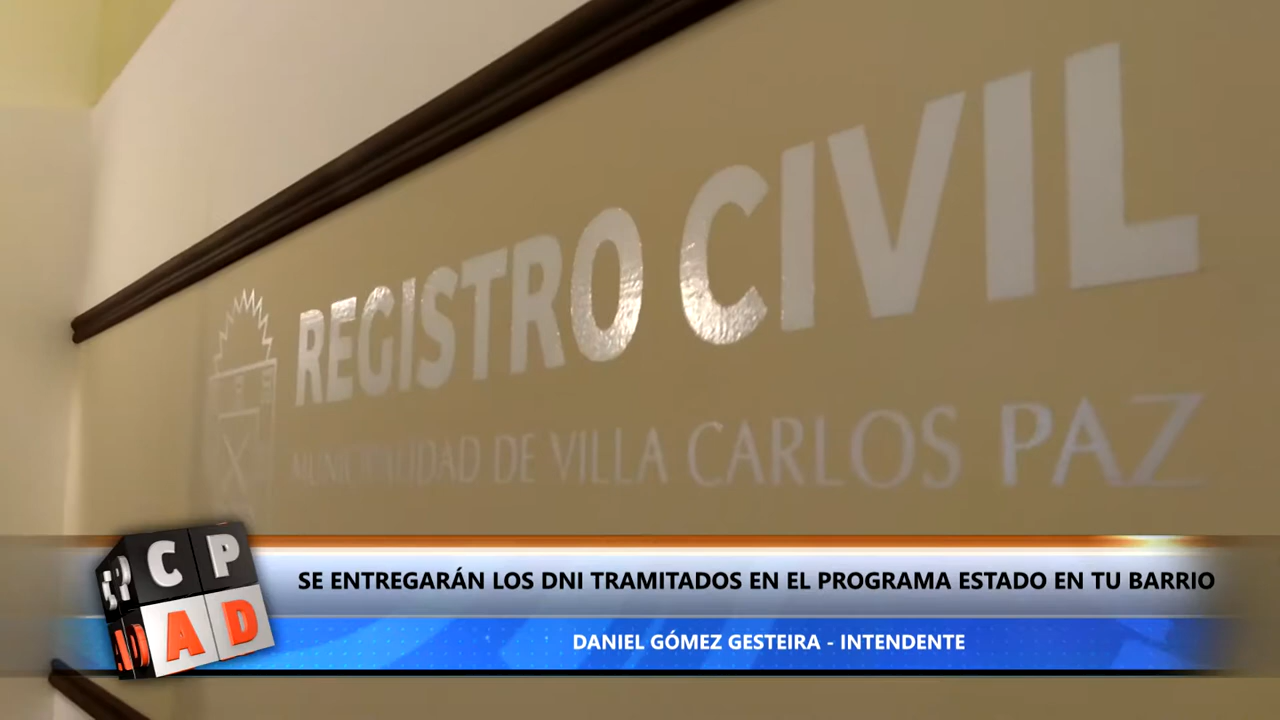 REGISTRO CIVIL
MUNICIPALIDAD DE VILLA CARLOS PAZ
CP
AD
SE ENTREGARÁN LOS DNI TRAMITADOS EN EL PROGRAMA ESTADO EN TU BARRIO
DANIEL GÓMEZ GESTEIRA - INTENDENTE